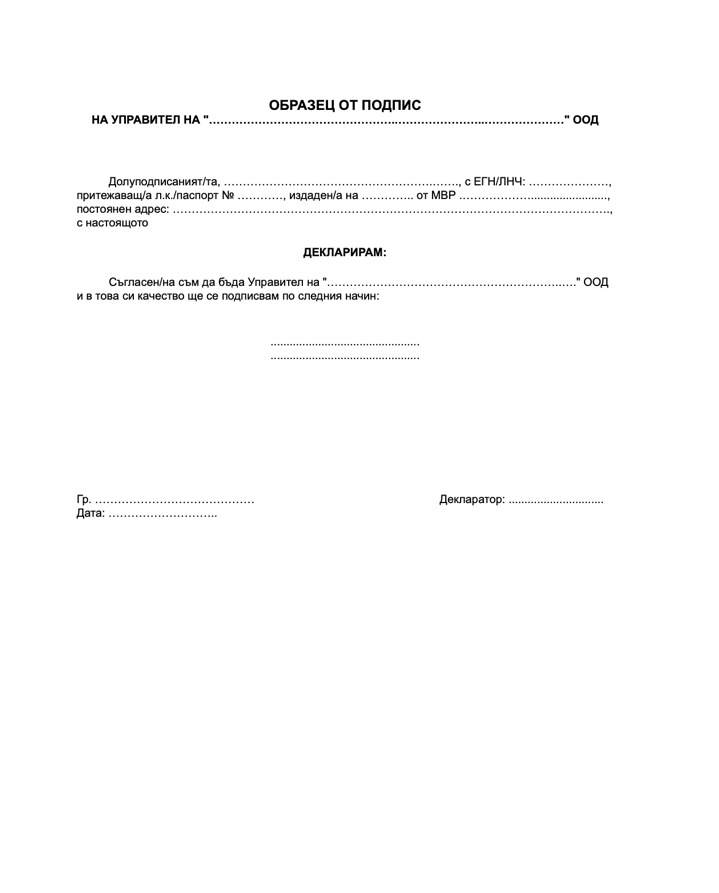 ОБРАЗЕЦ ОТ ПОДПИС
НА УПРАВИТЕЛ НА "…………………………………………..…………………..…………………" ООД
Долуподписаният/та, …………………………………………………….., с ЕГН/ЛНЧ: …………………,
притежаващ/а л.к./паспорт № …………, издаден/а на ………….. от МВР ………………..........................,
постоянен адрес: …………………………………………………………………………………………………….,
с настоящото
ДЕКЛАРИРАМ:
Съгласен/на съм да бъда Управител на "……………………………………………………..…." ООД
и в това си качество ще се подписвам по следния начин:
...............................................
...............................................
Гр. ……………………………………
Декларатор: ..............................
Дата: ………………………..